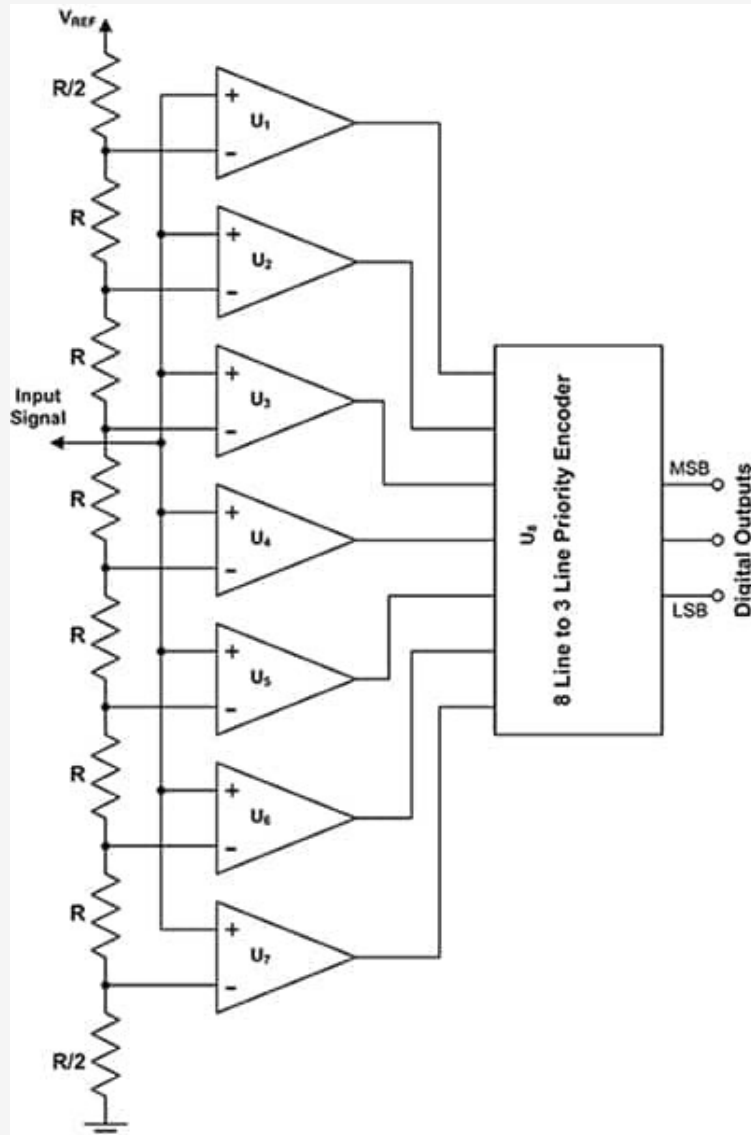 VREF
R/2
+
U1
-
R
+
U2
-
R
+
U3
-
Input
Signal
R
+
U4
-
R
+
U5
-
R
+
U6
-
R
+
U7
-
R/2
U8
8 Line to 3 Line Priority Encoder
MSB
LSB
Digital Outputs